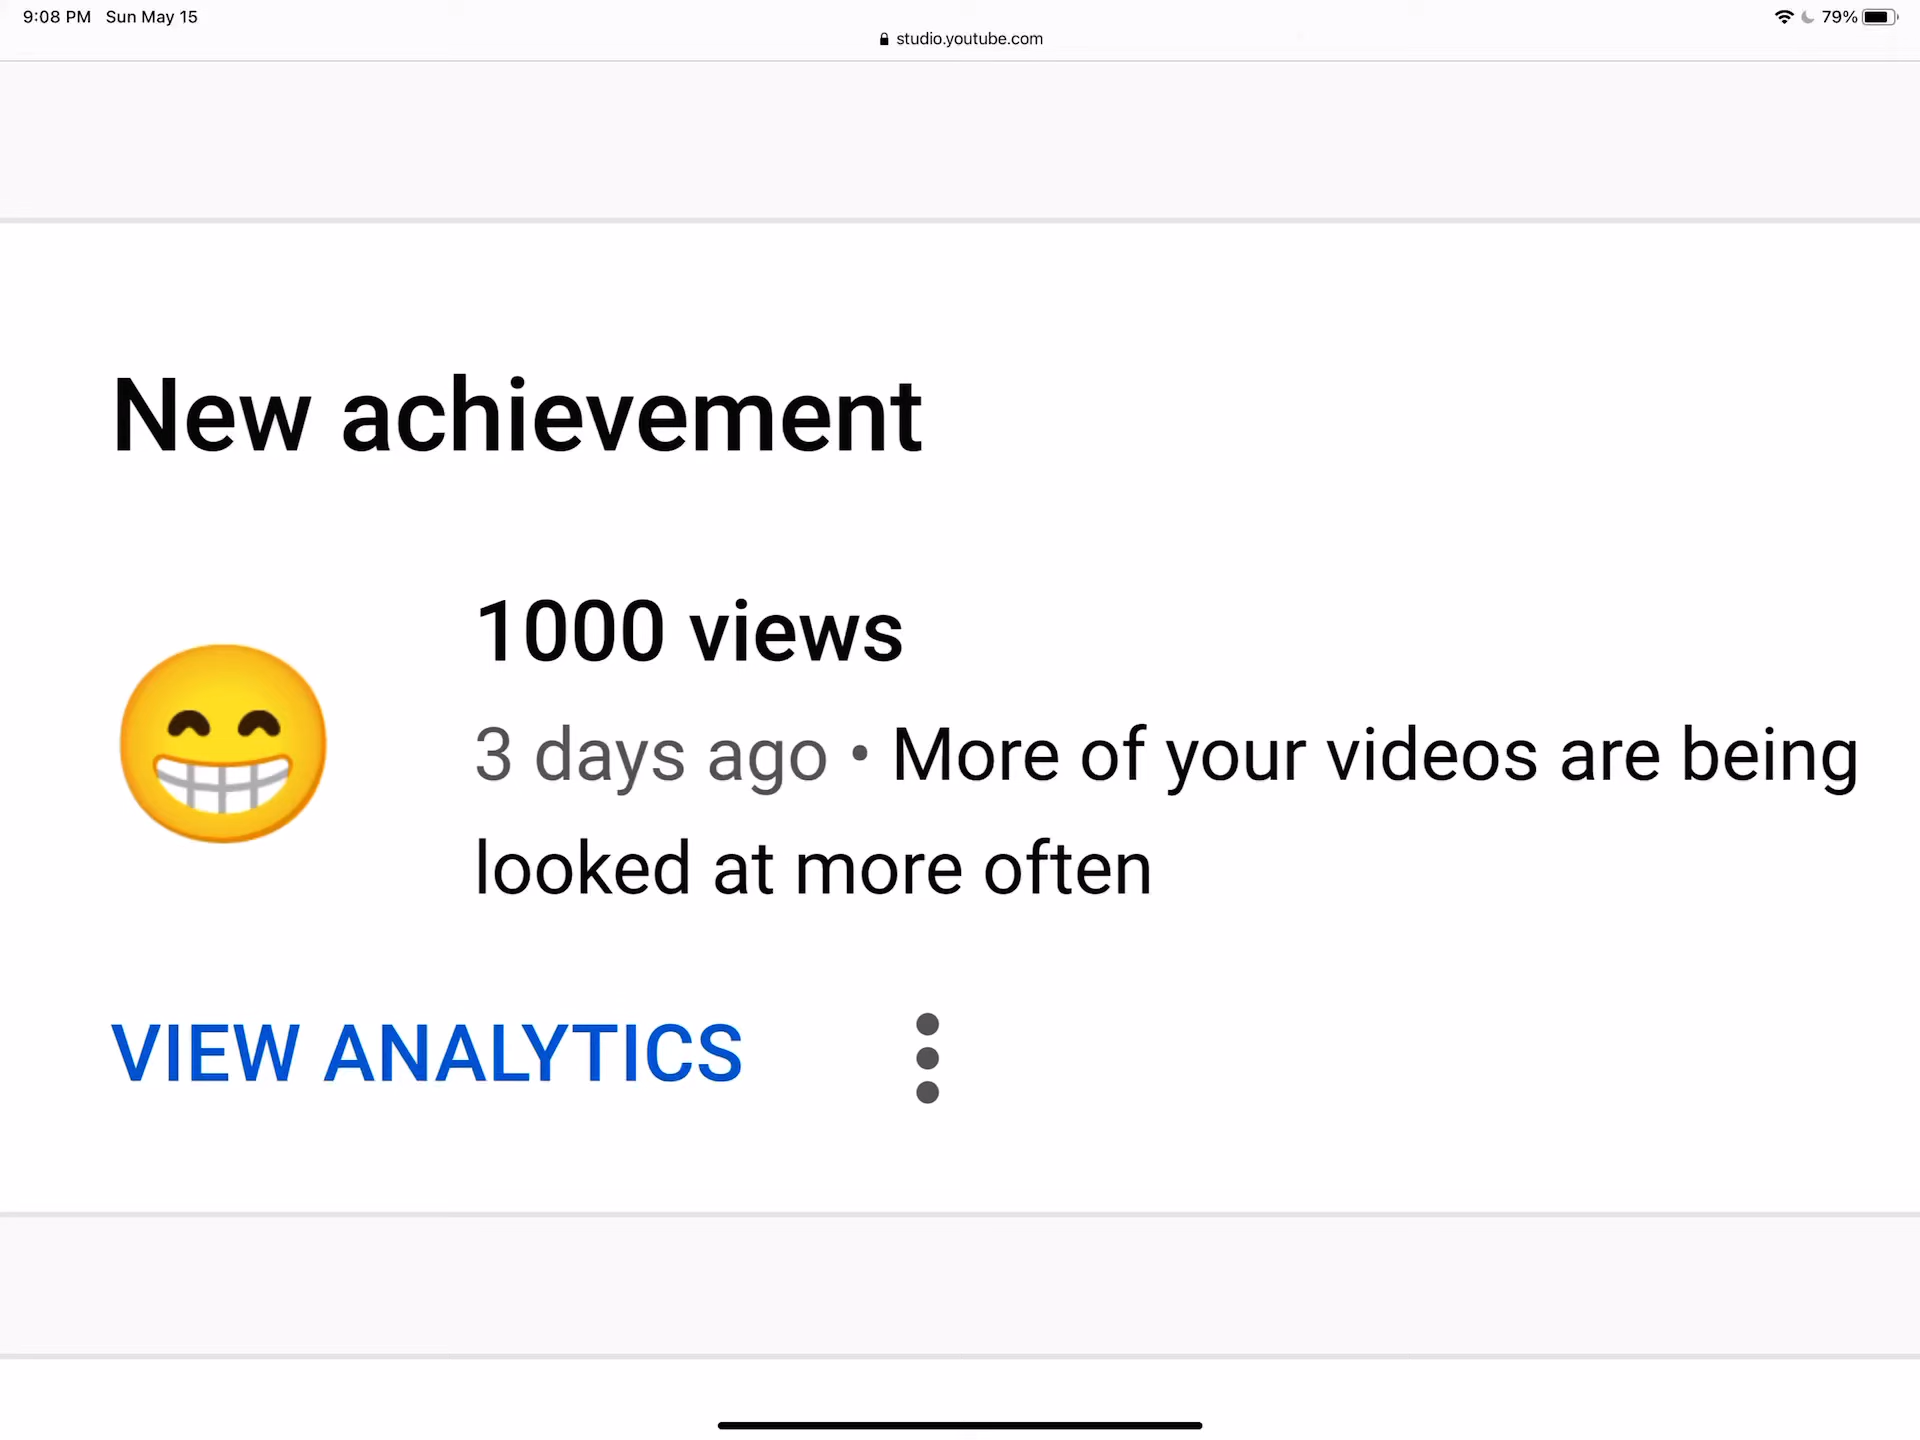 9:08 PM Sun May 15
79%
studio.youtube.com
New achievement
1000 views
3 days ago • More of your videos are being
looked at more often
VIEW ANALYTICS